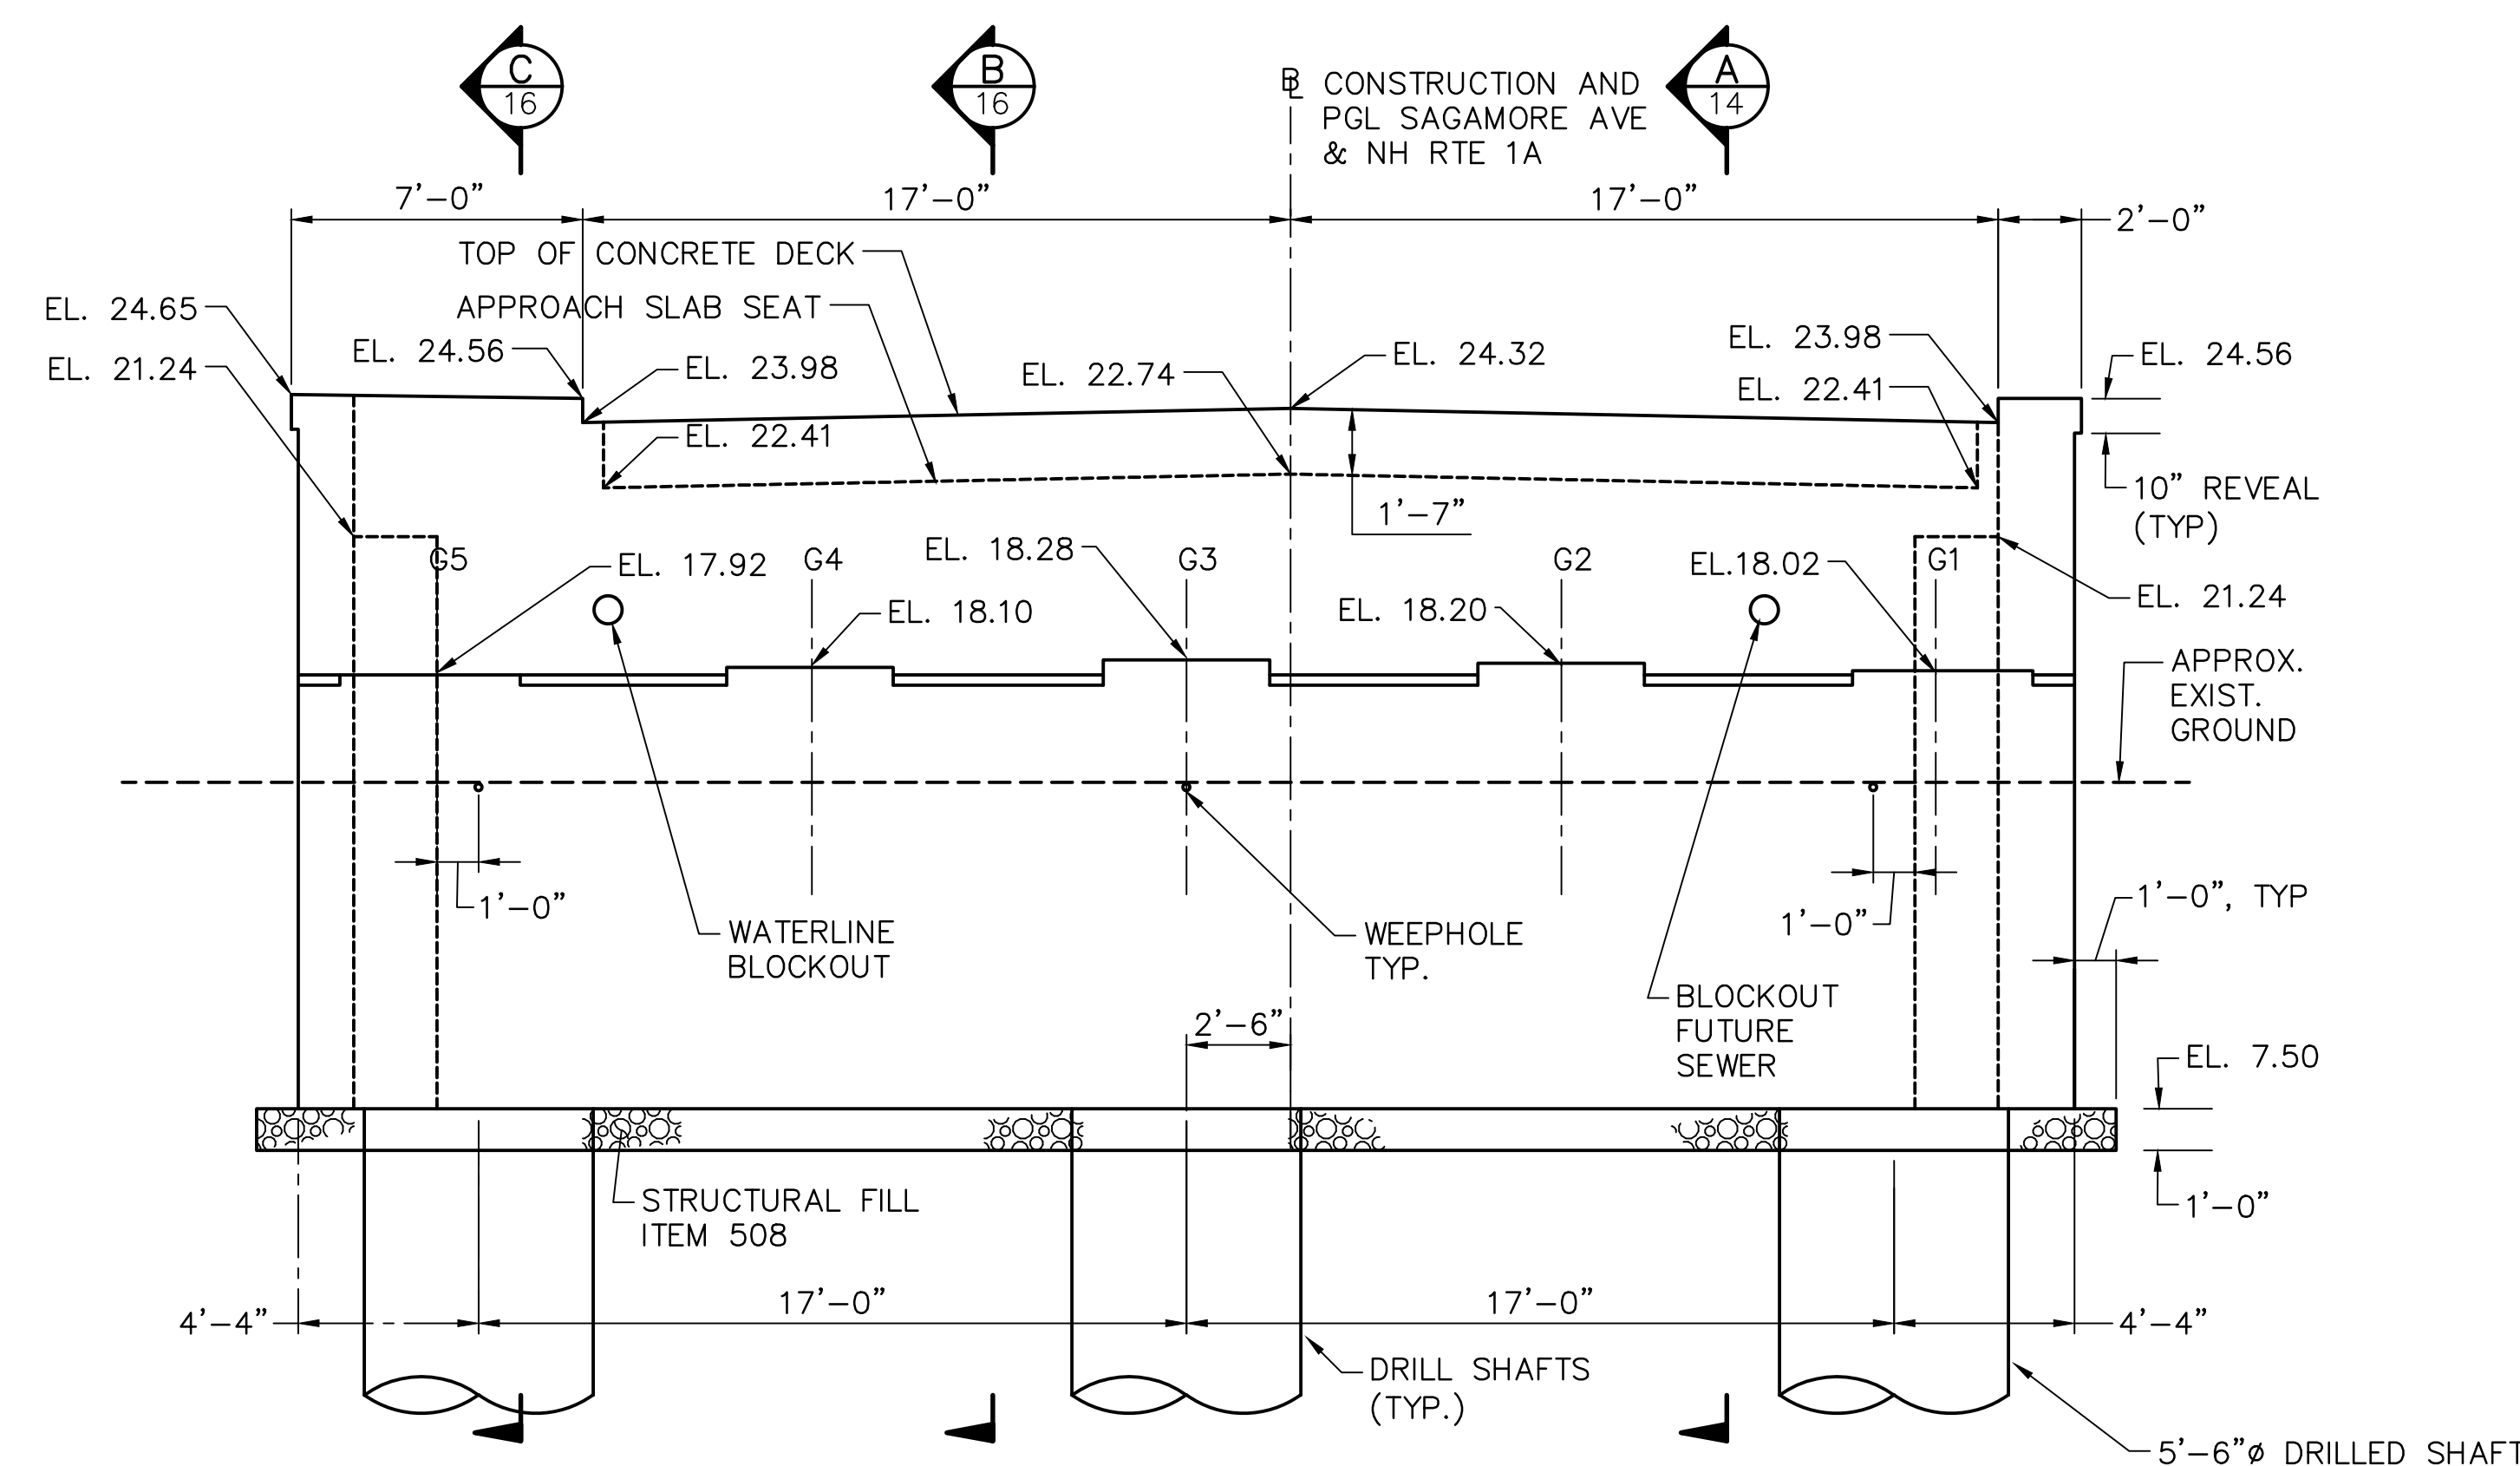 C
16
B
16
A
14
℄ CONSTRUCTION AND
PGL SAGAMORE AVE
& NH RTE 1A
7'-0"
17'-0"
17'-0"
2'-0"
TOP OF CONCRETE DECK
APPROACH SLAB SEAT
EL. 24.65
EL. 24.56
EL. 21.24
EL. 23.98
EL. 22.41
EL. 22.74
EL. 24.32
EL. 23.98
EL. 22.41
EL. 24.56
10" REVEAL
(TYP)
1'-7"
G5
EL. 17.92
G4
EL. 18.10
EL. 18.28
G3
EL. 18.20
G2
EL.18.02
G1
EL. 21.24
APPROX.
EXIST.
GROUND
1'-0"
WATERLINE
BLOCKOUT
WEEPHOLE
TYP.
1'-0"
1'-0", TYP
BLOCKOUT
FUTURE
SEWER
2'-6"
EL. 7.50
1'-0"
STRUCTURAL FILL
ITEM 508
4'-4"
17'-0"
17'-0"
4'-4"
DRILL SHAFTS
(TYP.)
5'-6"ø DRILLED SHAFT